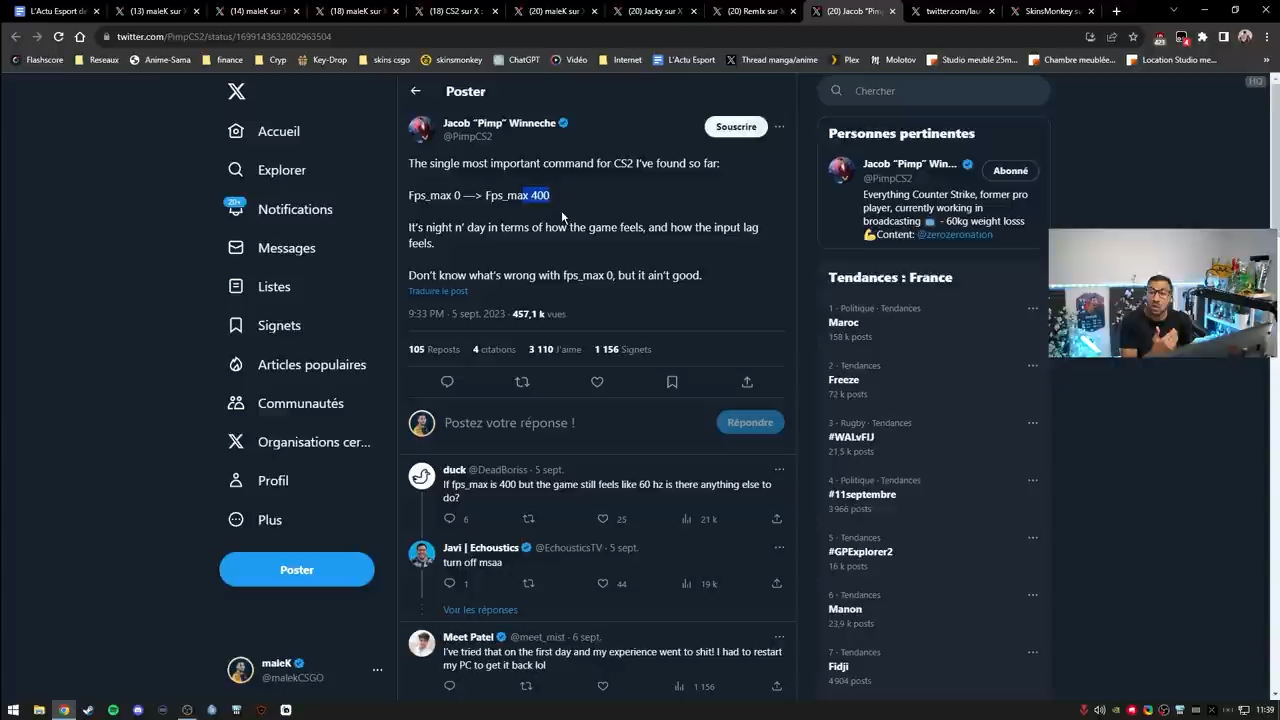 L'Actu Esport de
(13) maleK sur
(14) maleK sur
(18) maleK sur
(18) CS2 sur X :
(20) maleK sur
(20) Jacky sur X
(20) Remlx sur
(20) Jacob "Pim
twitter.com/lau
SkinsMonkey
twitter.com/PimpCS2/status/1699143632802963504
Flashscore
Reseaux
Anime-Sama
finance
Cryp
Key-Drop
skins csgo
skinsmonkey
ChatGPT
Vidéo
Internet
L'Actu Esport
Thread manga/anime
Plex
Molotov
Studio meublé 25m...
Chambre meublée...
Location Studio me...
HQ
Accueil
Explorer
20+
Notifications
Messages
Listes
Signets
Articles populaires
Communautés
Organisations cer...
Profil
Plus
Poster
maleK
@malekCSGO
Poster
Jacob "Pimp" Winneche
@PimpCS2
Souscrire
The single most important command for CS2 I've found so far:
Fps_max 0 —> Fps_max 400
It's night n' day in terms of how the game feels, and how the input lag
feels.
Don't know what's wrong with fps_max 0, but it ain't good.
Traduire le post
9:33 PM · 5 sept. 2023 · 457,1 k vues
105 Reposts 4 citations 3 110 J'aime 1 156 Signets
Postez votre réponse !
Répondre
duck @DeadBoriss · 5 sept.
If fps_max is 400 but the game still feels like 60 hz is there anything else to
do?
6 25 21 k
Javi | Echoustics @EchousticsTV · 5 sept.
turn off msaa
1 44 19 k
Voir les réponses
Meet Patel @meet_mist · 6 sept.
I've tried that on the first day and my experience went to shit! I had to restart
my PC to get it back lol
1 156
Chercher
Personnes pertinentes
Jacob "Pimp" Win...
@PimpCS2
Abonné
Everything Counter Strike, former pro
player, currently working in
broadcasting - 60kg weight losss
Content: @zerozeronation
Tendances : France
1 · Politique · Tendances
Maroc
158 k posts
2 · Tendances
Freeze
72 k posts
3 · Rugby · Tendances
#WALvFIJ
21,5 k posts
4 · Politique · Tendances
#11septembre
3 966 posts
5 · Tendances
#GPExplorer2
16 k posts
6 · Tendances
Manon
23,9 k posts
7 · Tendances
Fidji
4 904 posts
11:39